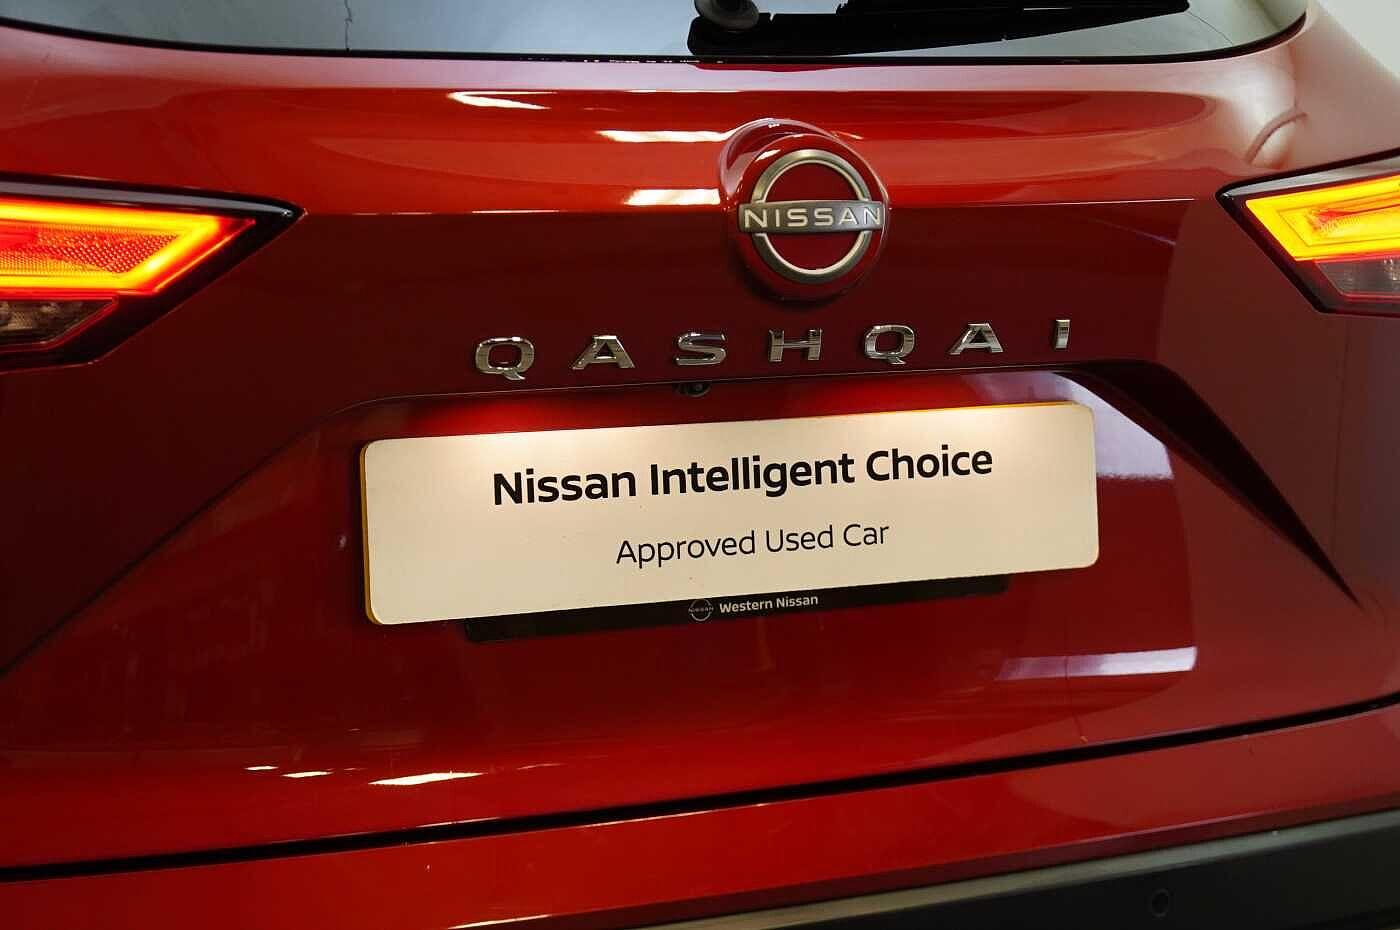 NISSAN
QASHQAI
Nissan Intelligent Choice
Approved Used Car
NISSAN Western Nissan